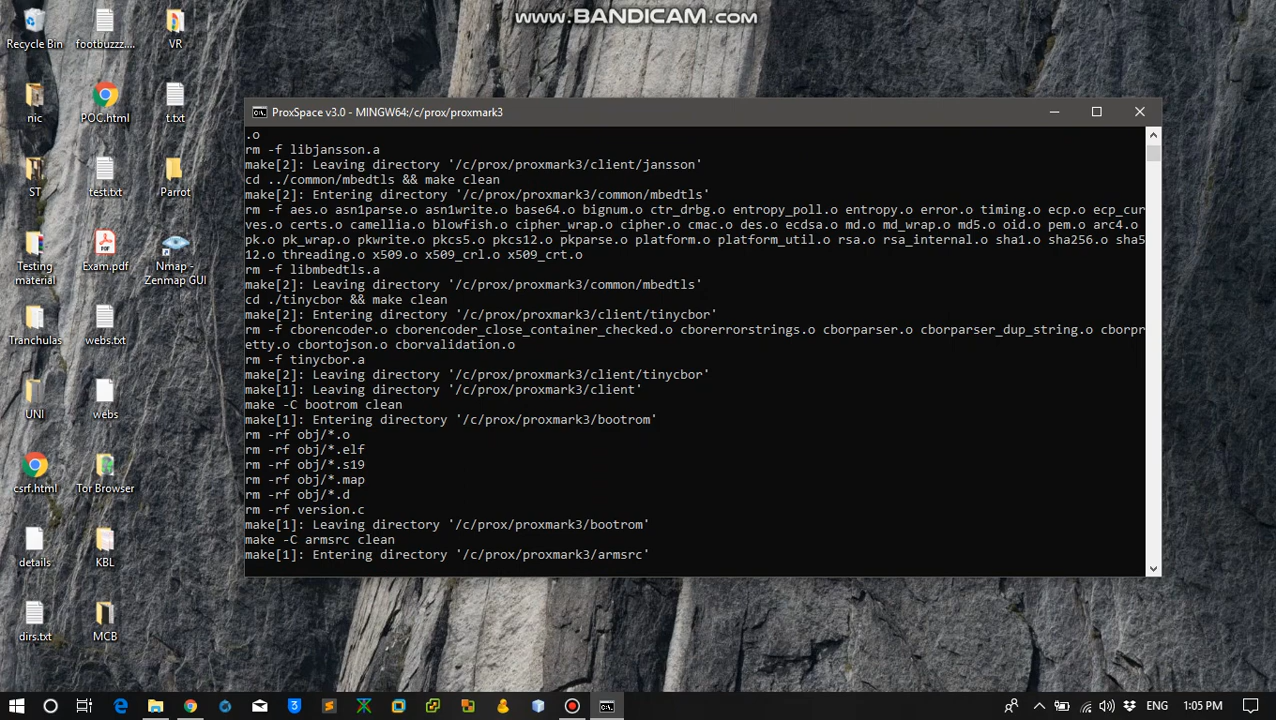 www.BANDICAM.com
Recycle Bin
footbuzzz....
VR
nic
POC.html
t.txt
ST
test.txt
Parrot
Testing
material
Exam.pdf
Nmap -
Zenmap GUI
Tranchulas
webs.txt
UNI
webs
csrf.html
Tor Browser
details
KBL
dirs.txt
MCB
ProxSpace v3.0 - MINGW64:/c/prox/proxmark3
.o
rm -f libjansson.a
make[2]: Leaving directory '/c/prox/proxmark3/client/jansson'
cd ../common/mbedtls && make clean
make[2]: Entering directory '/c/prox/proxmark3/common/mbedtls'
rm -f aes.o asn1parse.o asn1write.o base64.o bignum.o ctr_drbg.o entropy_poll.o entropy.o error.o timing.o ecp.o ecp_cur
ves.o certs.o camellia.o blowfish.o cipher_wrap.o cipher.o cmac.o des.o ecdsa.o md.o md_wrap.o md5.o oid.o pem.o arc4.o
pk.o pk_wrap.o pkwrite.o pkcs5.o pkcs12.o pkparse.o platform.o platform_util.o rsa.o rsa_internal.o sha1.o sha256.o sha5
12.o threading.o x509.o x509_crl.o x509_crt.o
rm -f libmbedtls.a
make[2]: Leaving directory '/c/prox/proxmark3/common/mbedtls'
cd ./tinycbor && make clean
make[2]: Entering directory '/c/prox/proxmark3/client/tinycbor'
rm -f cborencoder.o cborencoder_close_container_checked.o cborerrorstrings.o cborparser.o cborparser_dup_string.o cborpr
etty.o cbortojson.o cborvalidation.o
rm -f tinycbor.a
make[2]: Leaving directory '/c/prox/proxmark3/client/tinycbor'
make[1]: Leaving directory '/c/prox/proxmark3/client'
make -C bootrom clean
make[1]: Entering directory '/c/prox/proxmark3/bootrom'
rm -rf obj/*.o
rm -rf obj/*.elf
rm -rf obj/*.s19
rm -rf obj/*.map
rm -rf obj/*.d
rm -rf version.c
make[1]: Leaving directory '/c/prox/proxmark3/bootrom'
make -C armsrc clean
make[1]: Entering directory '/c/prox/proxmark3/armsrc'
ENG
1:05 PM